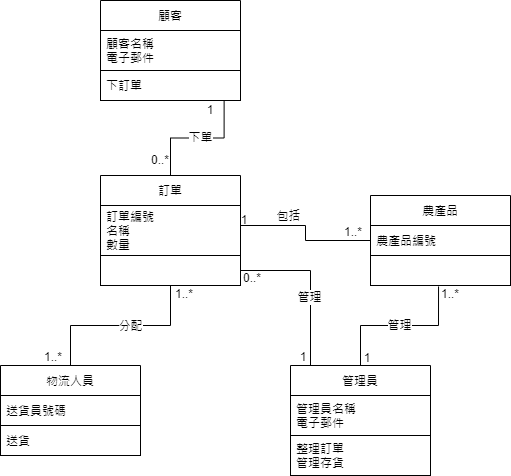 顧客
顧客名稱
電子郵件
下訂單
1
下單
0..*
訂單
訂單編號
名稱
數量
1
包括
1..*
農產品
農產品編號
0..*
管理
1
1..*
管理
1
1..*
分配
1..*
物流人員
送貨員號碼
送貨
管理員
管理員名稱
電子郵件
整理訂單
管理存貨